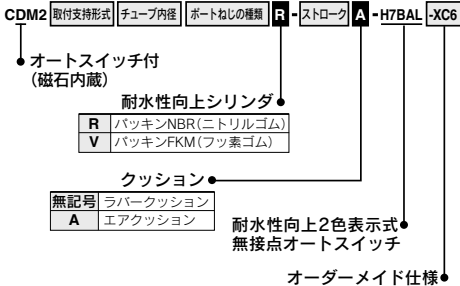 CDM2 取付支持形式 チューブ内径 ポートねじの種類 R - ストローク A - H7BAL -XC6
オートスイッチ付
(磁石内蔵)
耐水性向上シリンダ
R パッキンNBR(ニトリルゴム)
V パッキンFKM(フッ素ゴム)
クッション
無記号 ラバークッション
A エアクッション
耐水性向上2色表示式
無接点オートスイッチ
オーダーメイド仕様